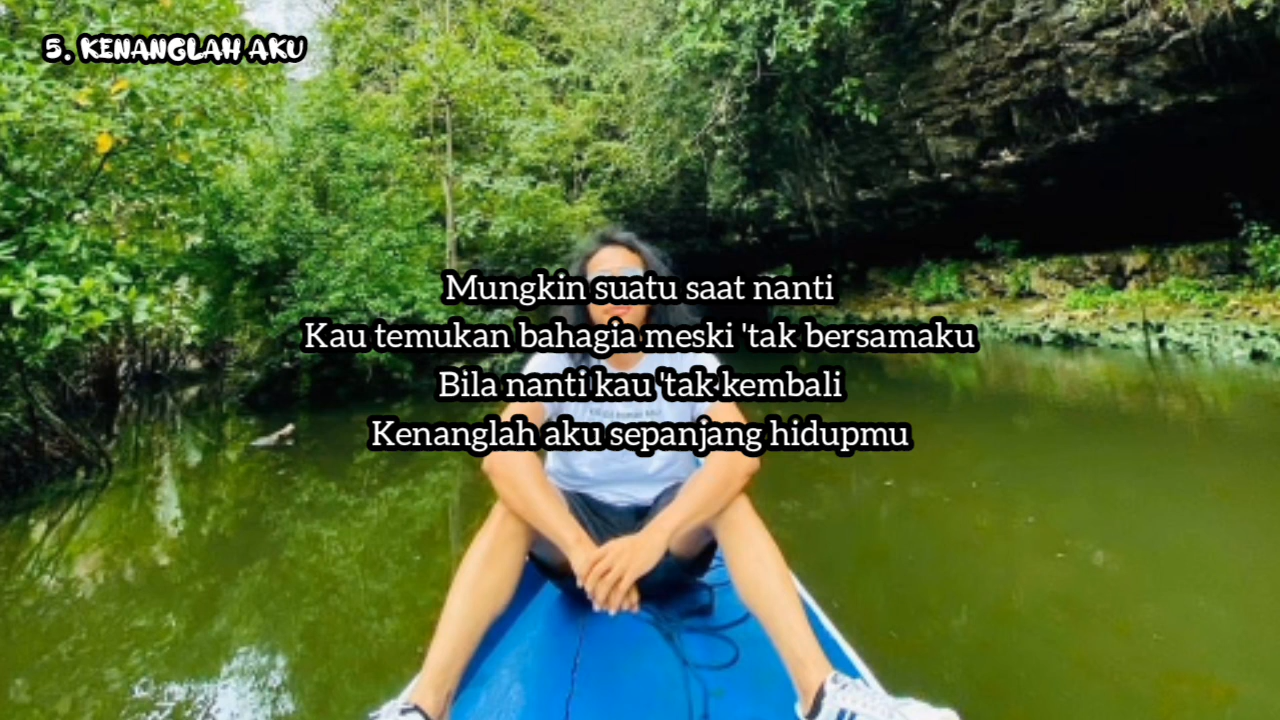 5. KENANGLAH AKU
Mungkin suatu saat nanti
Kau temukan bahagia meski 'tak bersamaku
Bila nanti kau 'tak kembali
Kenanglah aku sepanjang hidupmu